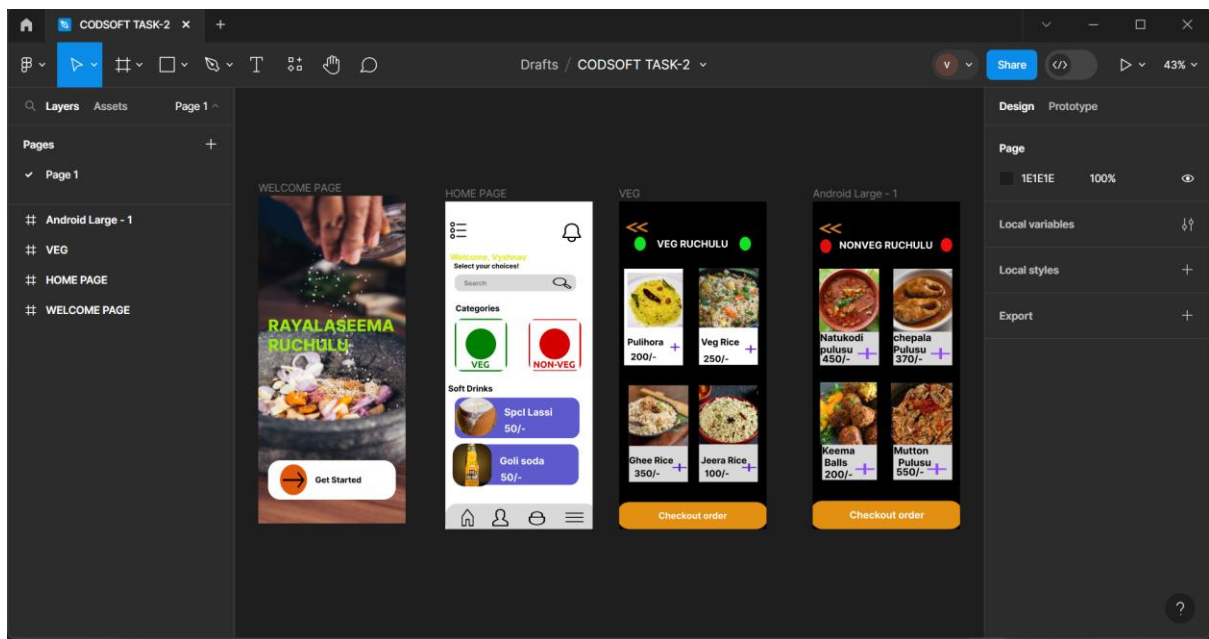 CODSOFT TASK-2
Drafts / CODSOFT TASK-2
V
Share
43%
Layers Assets Page 1
Pages
Page 1
Android Large - 1
VEG
HOME PAGE
WELCOME PAGE
WELCOME PAGE
RAYALASEEMA
RUCHULU
Get Started
HOME PAGE
Welcome, Vyshnav
Select your choices!
Search
Categories
VEG
NON-VEG
Soft Drinks
Spcl Lassi
50/-
Goli soda
50/-
VEG
<<
VEG RUCHULU
Pulihora
200/-
Veg Rice
250/-
Ghee Rice
350/-
Jeera Rice
100/-
Checkout order
Android Large - 1
<<
NONVEG RUCHULU
Natukodi
pulusu
450/-
chepala
Pulusu
370/-
Keema
Balls
200/-
Mutton
Pulusu
550/-
Checkout order
Design Prototype
Page
1E1E1E 100%
Local variables
Local styles
Export
?